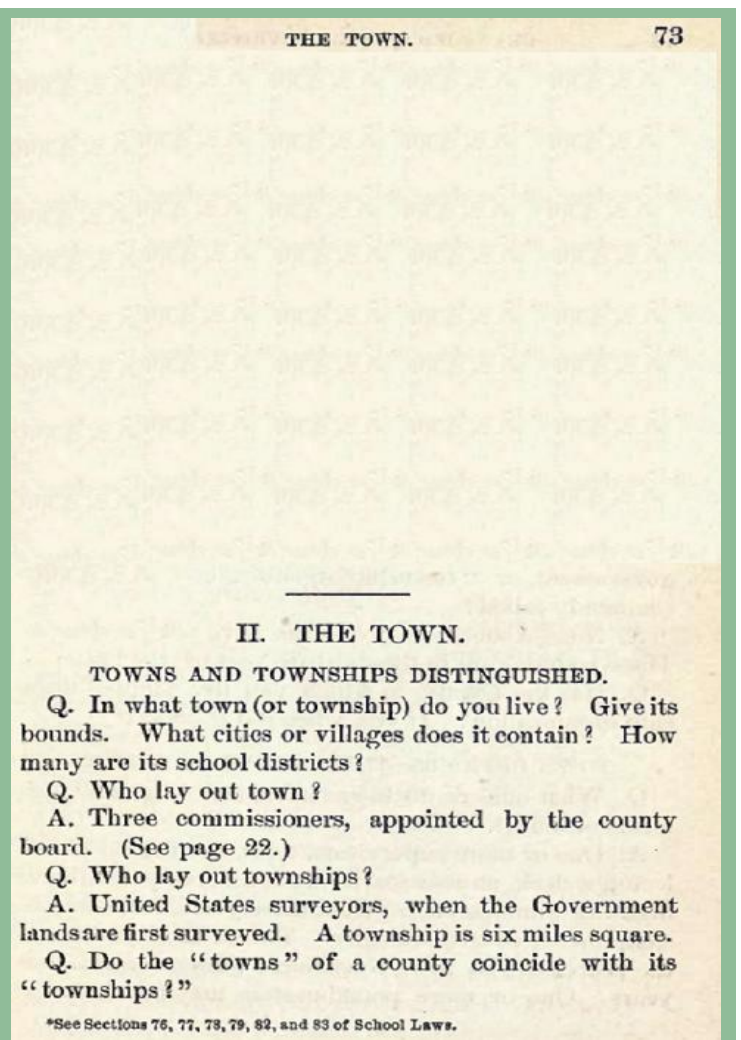 THE TOWN. 73
II. THE TOWN.
TOWNS AND TOWNSHIPS DISTINGUISHED.
Q. In what town (or township) do you live? Give its
bounds. What cities or villages does it contain? How
many are its school districts?
Q. Who lay out town?
A. Three commissioners, appointed by the county
board. (See page 22.)
Q. Who lay out townships?
A. United States surveyors, when the Government
lands are first surveyed. A township is six miles square.
Q. Do the "towns" of a county coincide with its
"townships?"
*See Sections 76, 77, 78, 79, 82, and 83 of School Laws.